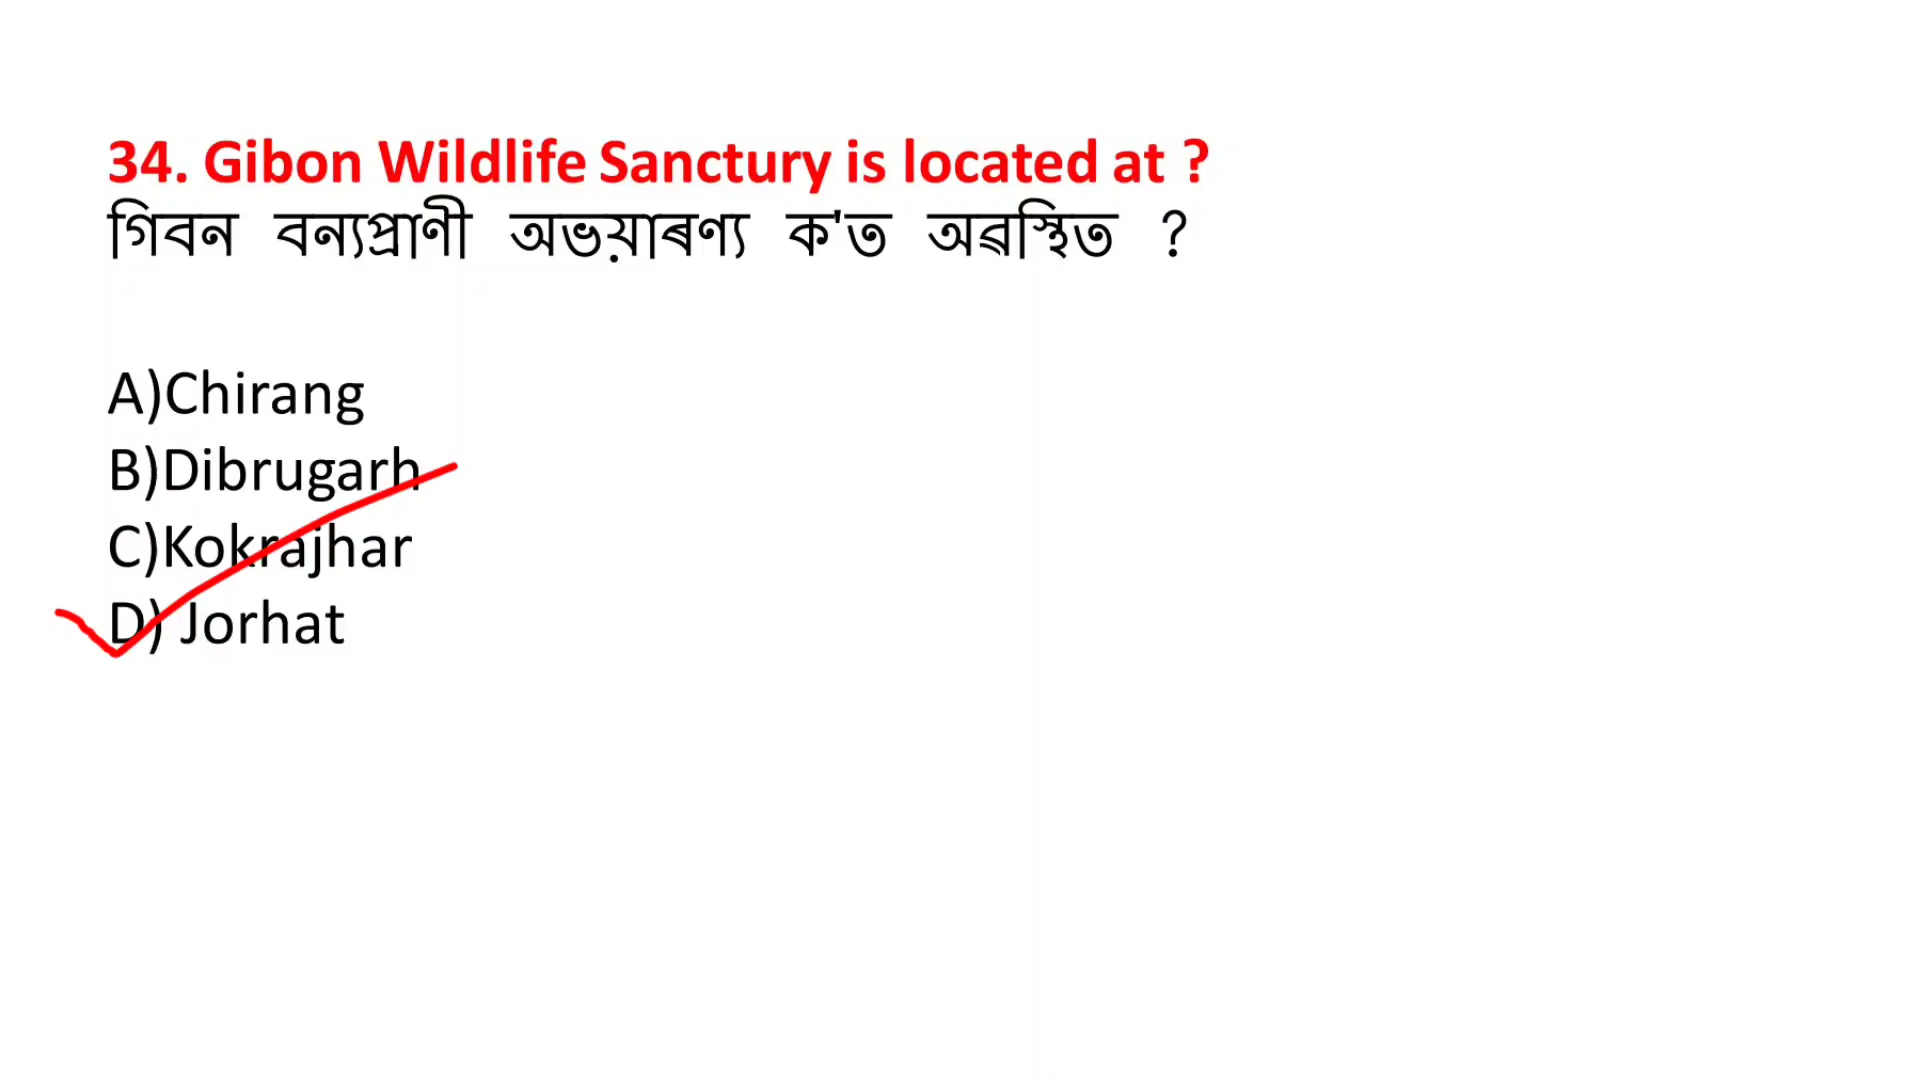 34. Gibon Wildlife Sanctury is located at ?
গিবন বন্যপ্ৰাণী অভয়াৰণ্য ক'ত অৱস্থিত ?
A)Chirang
B)Dibrugarh
C)Kokrajhar
D) Jorhat